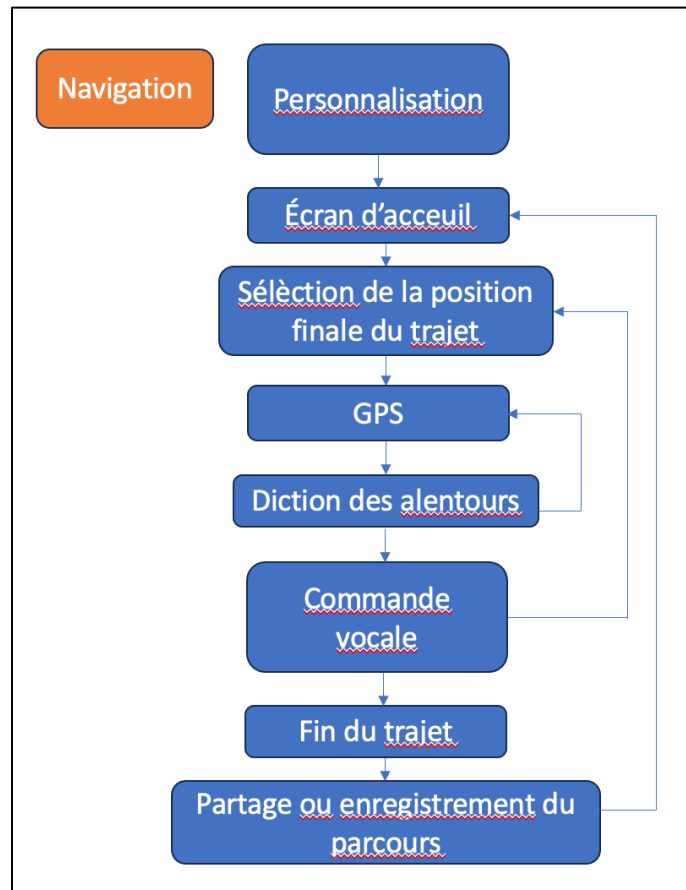 Navigation
Personnalisation
Écran d’acceuil
Sélèction de la position
finale du trajet
GPS
Diction des alentours
Commande
vocale
Fin du trajet
Partage ou enregistrement du
parcours